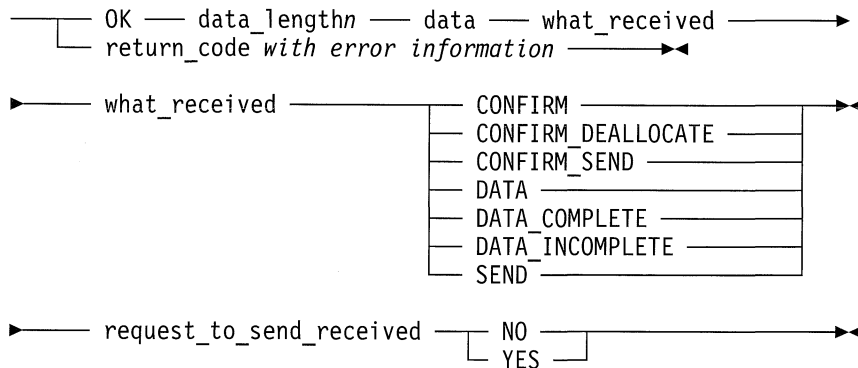 OK data_lengthn data what_received
return_code with error information
what_received CONFIRM
CONFIRM_DEALLOCATE
CONFIRM_SEND
DATA
DATA_COMPLETE
DATA_INCOMPLETE
SEND
request_to_send_received NO
YES